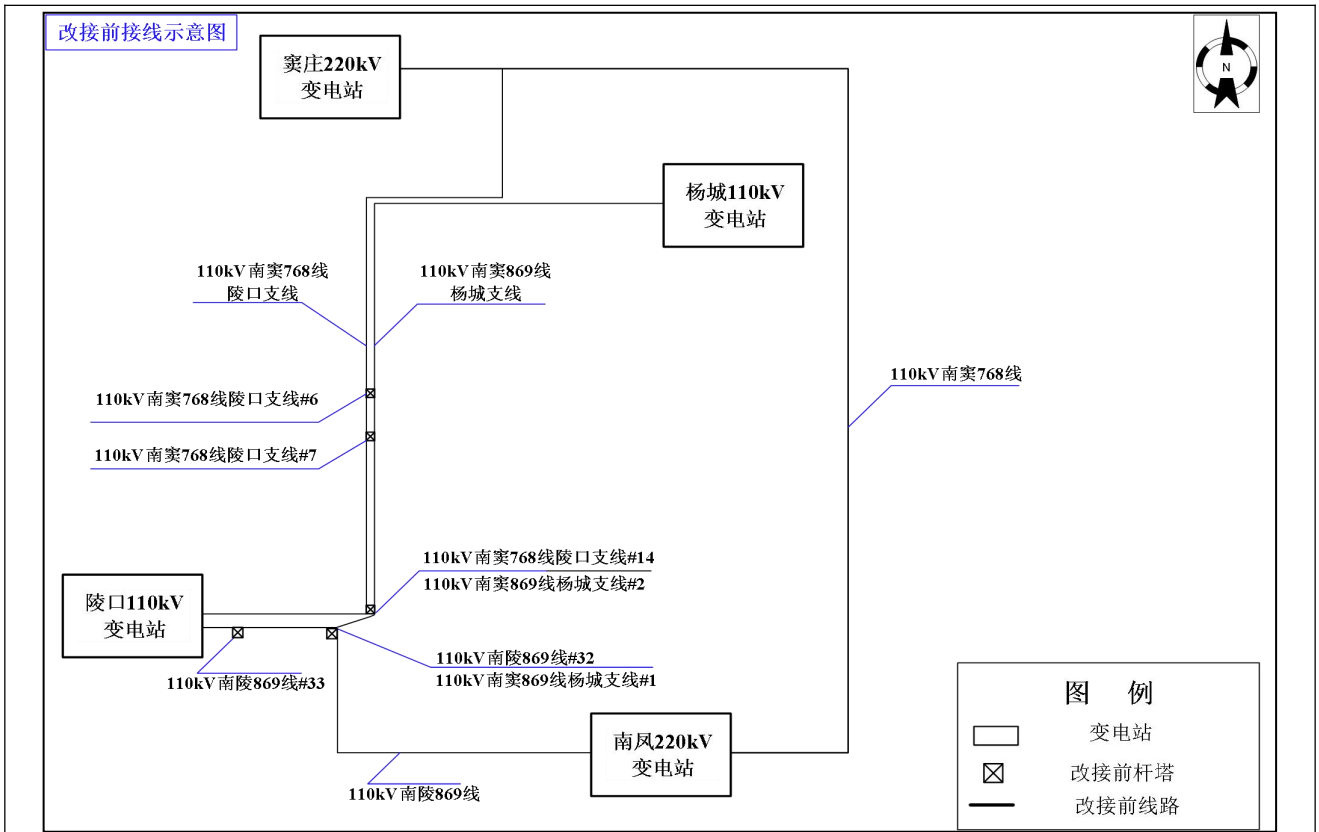 改接前接线示意图
窦庄220kV
变电站
N
杨城110kV
变电站
110kV南窦768线
陵口支线
110kV南窦869线
杨城支线
110kV南窦768线
110kV南窦768线陵口支线#6
110kV南窦768线陵口支线#7
110kV南窦768线陵口支线#14
110kV南窦869线杨城支线#2
陵口110kV
变电站
110kV南陵869线#33
110kV南陵869线#32
110kV南窦869线杨城支线#1
南凤220kV
变电站
110kV南陵869线
图 例
变电站
改接前杆塔
改接前线路